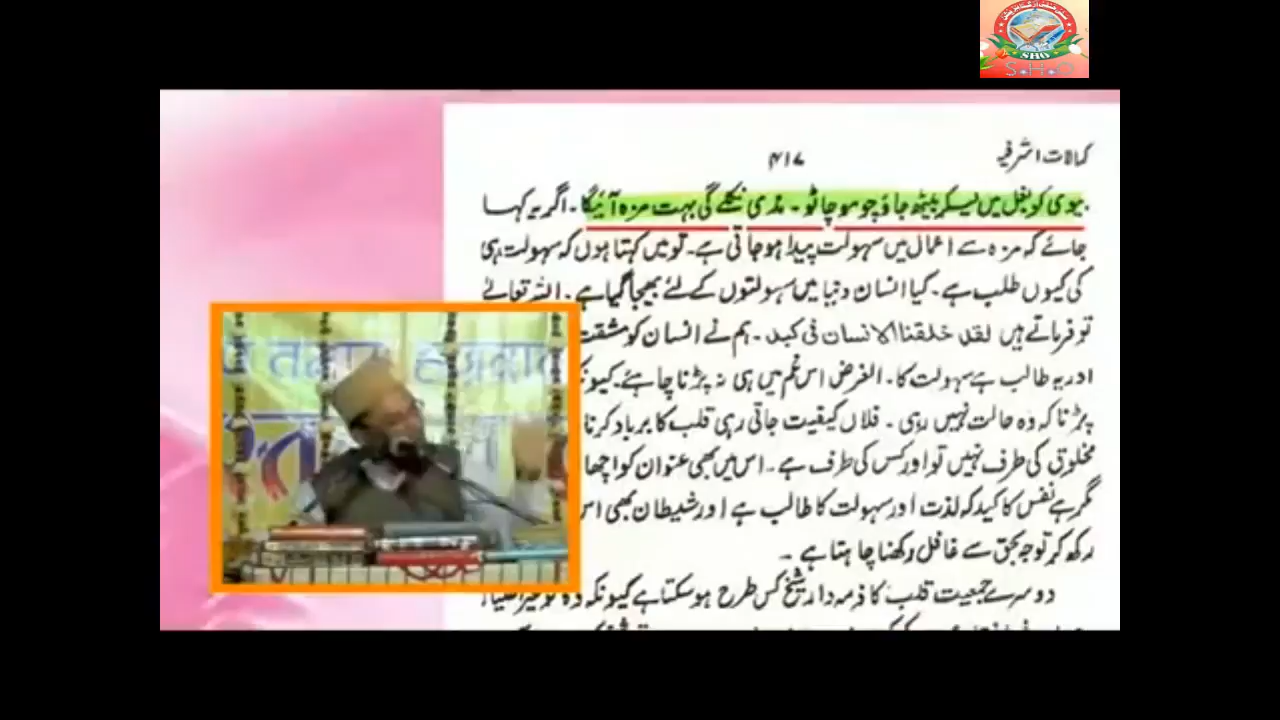 SHO
S.H.O
کمالات اشرفیہ
۴۱۷
بیوی کو بغل میں لیکر بیٹھ جاؤ چومو چاٹو ۔ مذی نکلے گی بہت مزہ آئیگا ۔ اگر یہ کہا
جائے کہ مزہ سے اعمال میں سہولت پیدا ہوجاتی ہے ۔ تو میں کہتا ہوں کہ سہولت ہی
کی کیوں طلب ہے ۔ کیا انسان دنیا میں سہولتوں کے لئے بھیجا گیا ہے ۔ اللہ تعالےٰ
تو فرماتے ہیں لقد خلقنا الانسان فی کبد ۔ ہم نے انسان کو مشقت
اور یہ طالب ہے سہولت کا ۔ الغرض اس غم میں ہی نہ پڑنا چاہئے ۔
پڑنا کہ وہ حالت نہیں رہی ۔ فلاں کیفیت جاتی رہی قلب کا برباد کرنا
مخلوق کی طرف نہیں تو اور کس کی طرف ہے ۔ اس میں بھی عنوان کو اچھا
مگر ہے نفس کا کید کہ لذت اور سہولت کا طالب ہے اور شیطان بھی اس
رکھ کر توجہ بحق سے غافل رکھنا چاہتا ہے ۔
دوسرے جمعیت قلب کا ذمہ دار شیخ کس طرح ہوسکتا ہے کیونکہ وہ تو